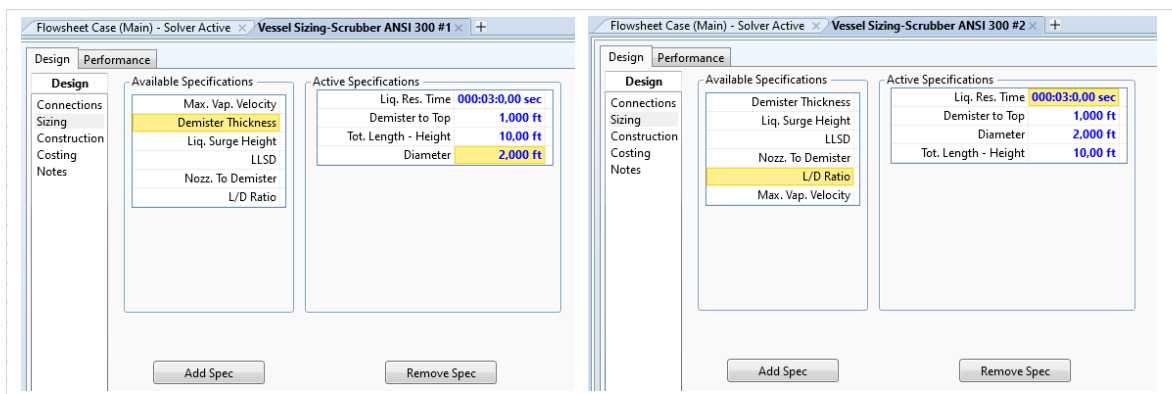 Flowsheet Case (Main) - Solver Active × Vessel Sizing-Scrubber ANSI 300 #1 × +
Design Performance
Design
Connections
Sizing
Construction
Costing
Notes
Available Specifications
Max. Vap. Velocity
Demister Thickness
Liq. Surge Height
LLSD
Nozz. To Demister
L/D Ratio
Active Specifications
Liq. Res. Time 000:03:0,00 sec
Demister to Top 1,000 ft
Tot. Length - Height 10,00 ft
Diameter 2,000 ft
Add Spec
Remove Spec
Flowsheet Case (Main) - Solver Active × Vessel Sizing-Scrubber ANSI 300 #2 × +
Design Performance
Design
Connections
Sizing
Construction
Costing
Notes
Available Specifications
Demister Thickness
Liq. Surge Height
LLSD
Nozz. To Demister
L/D Ratio
Max. Vap. Velocity
Active Specifications
Liq. Res. Time 000:03:0,00 sec
Demister to Top 1,000 ft
Diameter 2,000 ft
Tot. Length - Height 10,00 ft
Add Spec
Remove Spec